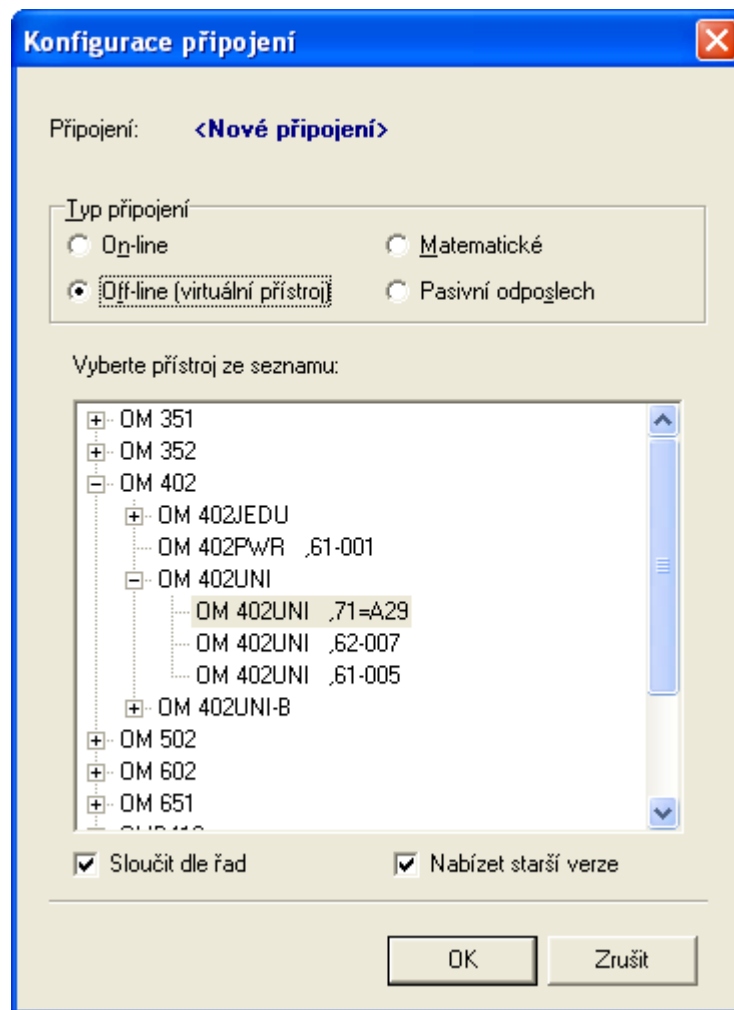 Konfigurace připojení
Připojení: <Nové připojení>
Typ připojení
On-line
Matematické
Off-line (virtuální přístroj)
Pasivní odposlech
Vyberte přístroj ze seznamu:
OM 351
OM 352
OM 402
OM 402JEDU
OM 402PWR ,61-001
OM 402UNI
OM 402UNI ,71=A29
OM 402UNI ,62-007
OM 402UNI ,61-005
OM 402UNI-B
OM 502
OM 602
OM 651
Sloučit dle řad
Nabízet starší verze
OK
Zrušit